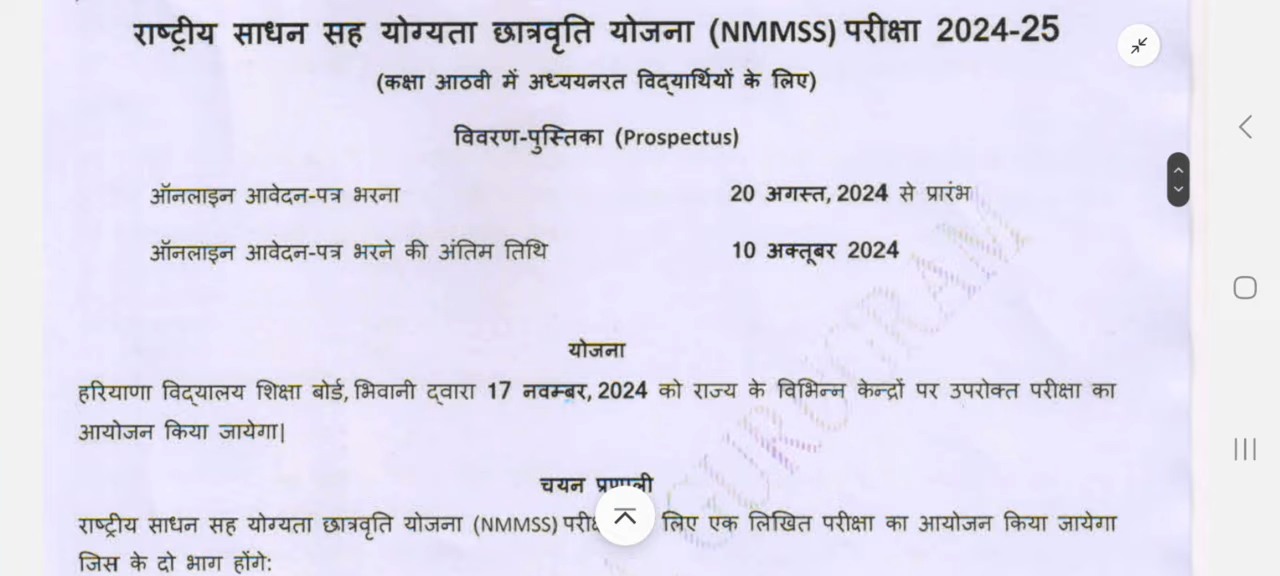 राष्ट्रीय साधन सह योग्यता छात्रवृति योजना (NMMSS) परीक्षा 2024-25
(कक्षा आठवी में अध्ययनरत विद्यार्थियों के लिए)
विवरण-पुस्तिका (Prospectus)
ऑनलाइन आवेदन-पत्र भरना 20 अगस्त, 2024 से प्रारंभ
ऑनलाइन आवेदन-पत्र भरने की अंतिम तिथि 10 अक्तूबर 2024
योजना
हरियाणा विद्यालय शिक्षा बोर्ड, भिवानी द्वारा 17 नवम्बर, 2024 को राज्य के विभिन्न केन्द्रों पर उपरोक्त परीक्षा का
आयोजन किया जायेगा|
चयन प्रणाली
राष्ट्रीय साधन सह योग्यता छात्रवृति योजना (NMMSS) लिए एक लिखित परीक्षा का आयोजन किया जायेगा
जिस के दो भाग होंगे: